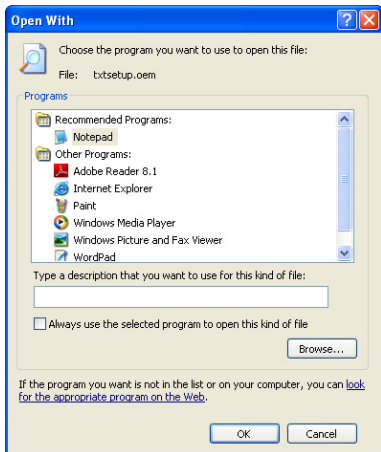 Open With
Choose the program you want to use to open this file:
File: txtsetup.oem
Programs
Recommended Programs:
Notepad
Other Programs:
Adobe Reader 8.1
Internet Explorer
Paint
Windows Media Player
Windows Picture and Fax Viewer
WordPad
Type a description that you want to use for this kind of file:
Always use the selected program to open this kind of file
Browse...
If the program you want is not in the list or on your computer, you can look
for the appropriate program on the Web.
OK
Cancel